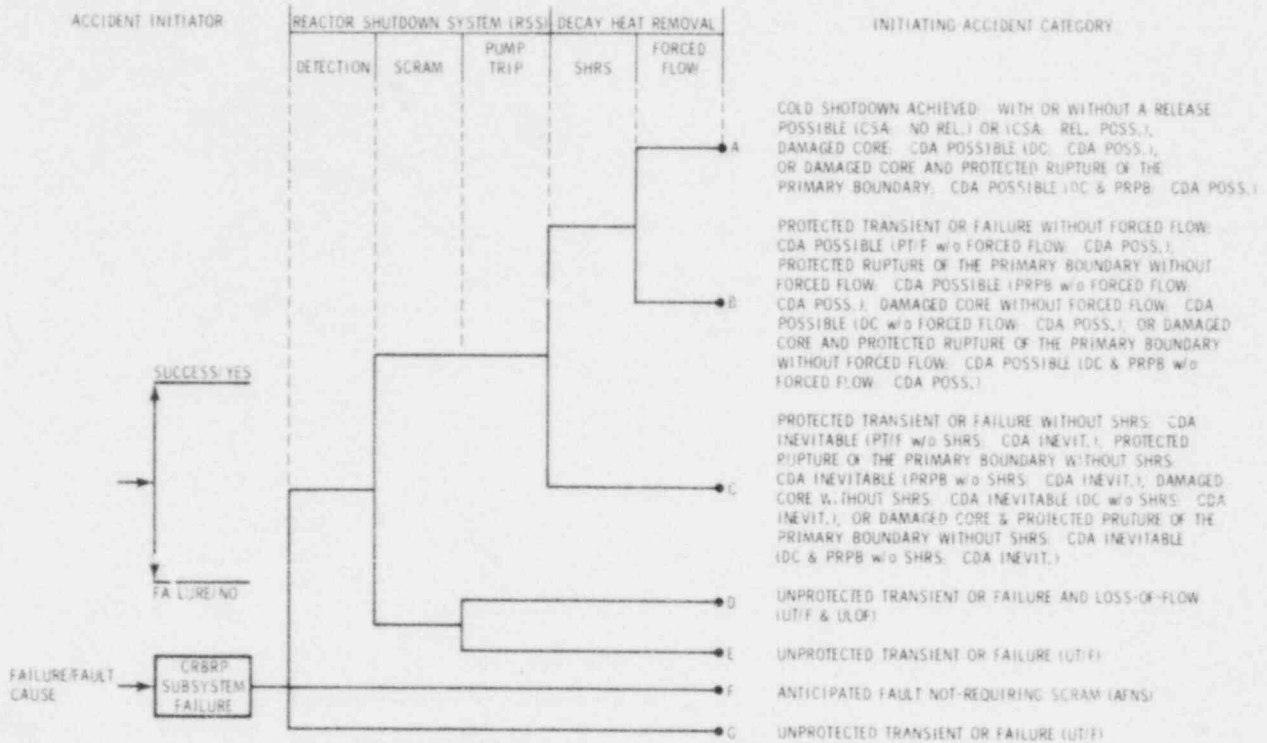 ACCIDENT INITIATOR
REACTOR SHUTDOWN SYSTEM (RSS)
DECAY HEAT REMOVAL
INITIATING ACCIDENT CATEGORY
DETECTION
SCRAM
PUMP
TRIP
SHRS
FORCED
FLOW
A
COLD SHOTDOWN ACHIEVED: WITH OR WITHOUT A RELEASE
POSSIBLE (CSA: NO REL.) OR (CSA: REL. POSS.),
DAMAGED CORE: CDA POSSIBLE (DC: CDA POSS.),
OR DAMAGED CORE AND PROTECTED RUPTURE OF THE
PRIMARY BOUNDARY: CDA POSSIBLE (DC & PRPB: CDA POSS.)
B
PROTECTED TRANSIENT OR FAILURE WITHOUT FORCED FLOW:
CDA POSSIBLE (PT/F w/o FORCED FLOW: CDA POSS.),
PROTECTED RUPTURE OF THE PRIMARY BOUNDARY WITHOUT
FORCED FLOW: CDA POSSIBLE (PRPB w/o FORCED FLOW:
CDA POSS.), DAMAGED CORE WITHOUT FORCED FLOW: CDA
POSSIBLE (DC w/o FORCED FLOW: CDA POSS.), OR DAMAGED
CORE AND PROTECTED RUPTURE OF THE PRIMARY BOUNDARY
WITHOUT FORCED FLOW: CDA POSSIBLE (DC & PRPB w/o
FORCED FLOW: CDA POSS.)
SUCCESS/YES
FAILURE/NO
C
PROTECTED TRANSIENT OR FAILURE WITHOUT SHRS: CDA
INEVITABLE (PT/F w/o SHRS: CDA INEVIT.), PROTECTED
RUPTURE OF THE PRIMARY BOUNDARY WITHOUT SHRS:
CDA INEVITABLE (PRPB w/o SHRS: CDA INEVIT.), DAMAGED
CORE WITHOUT SHRS: CDA INEVITABLE (DC w/o SHRS: CDA
INEVIT.), OR DAMAGED CORE & PROTECTED PRUTURE OF THE
PRIMARY BOUNDARY WITHOUT SHRS: CDA INEVITABLE
(DC & PRPB w/o SHRS: CDA INEVIT.)
D
UNPROTECTED TRANSIENT OR FAILURE AND LOSS-OF-FLOW
(UT/F & ULOF)
E
UNPROTECTED TRANSIENT OR FAILURE (UT/F)
FAILURE/FAULT
CAUSE
CRBRP
SUBSYSTEM
FAILURE
F
ANTICIPATED FAULT NOT-REQUIRING SCRAM (AFNS)
G
UNPROTECTED TRANSIENT OR FAILURE (UT/F)